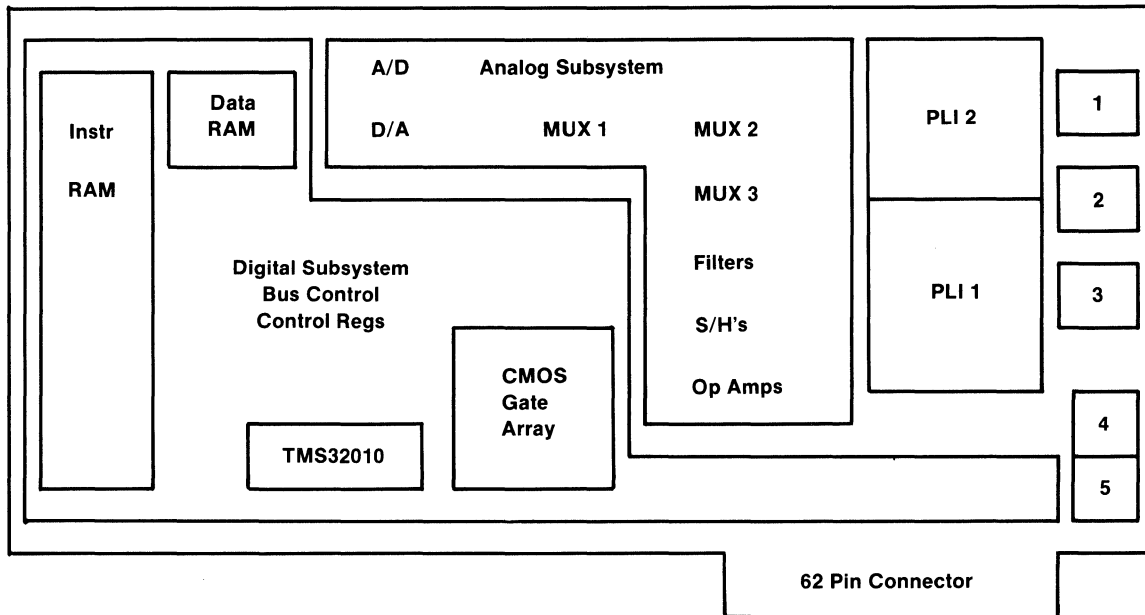 Instr
RAM
Data
RAM
A/D
Analog Subsystem
D/A
MUX 1
MUX 2
MUX 3
Filters
S/H's
Op Amps
PLI 2
PLI 1
1
2
3
4
5
Digital Subsystem
Bus Control
Control Regs
CMOS
Gate
Array
TMS32010
62 Pin Connector